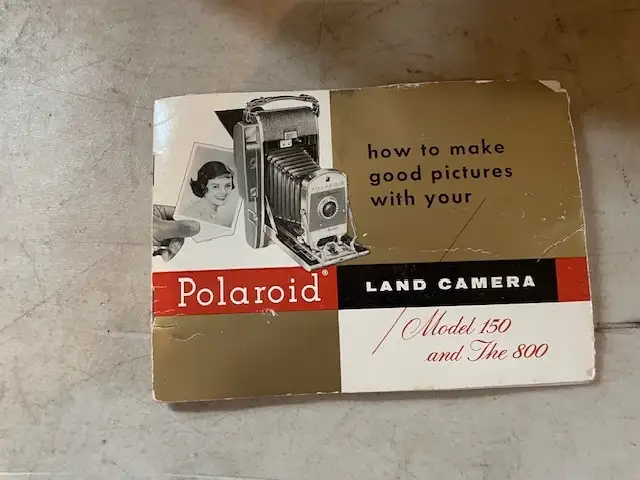 how to make
good pictures
with your
Polaroid®
LAND CAMERA
Model 150
and The 800